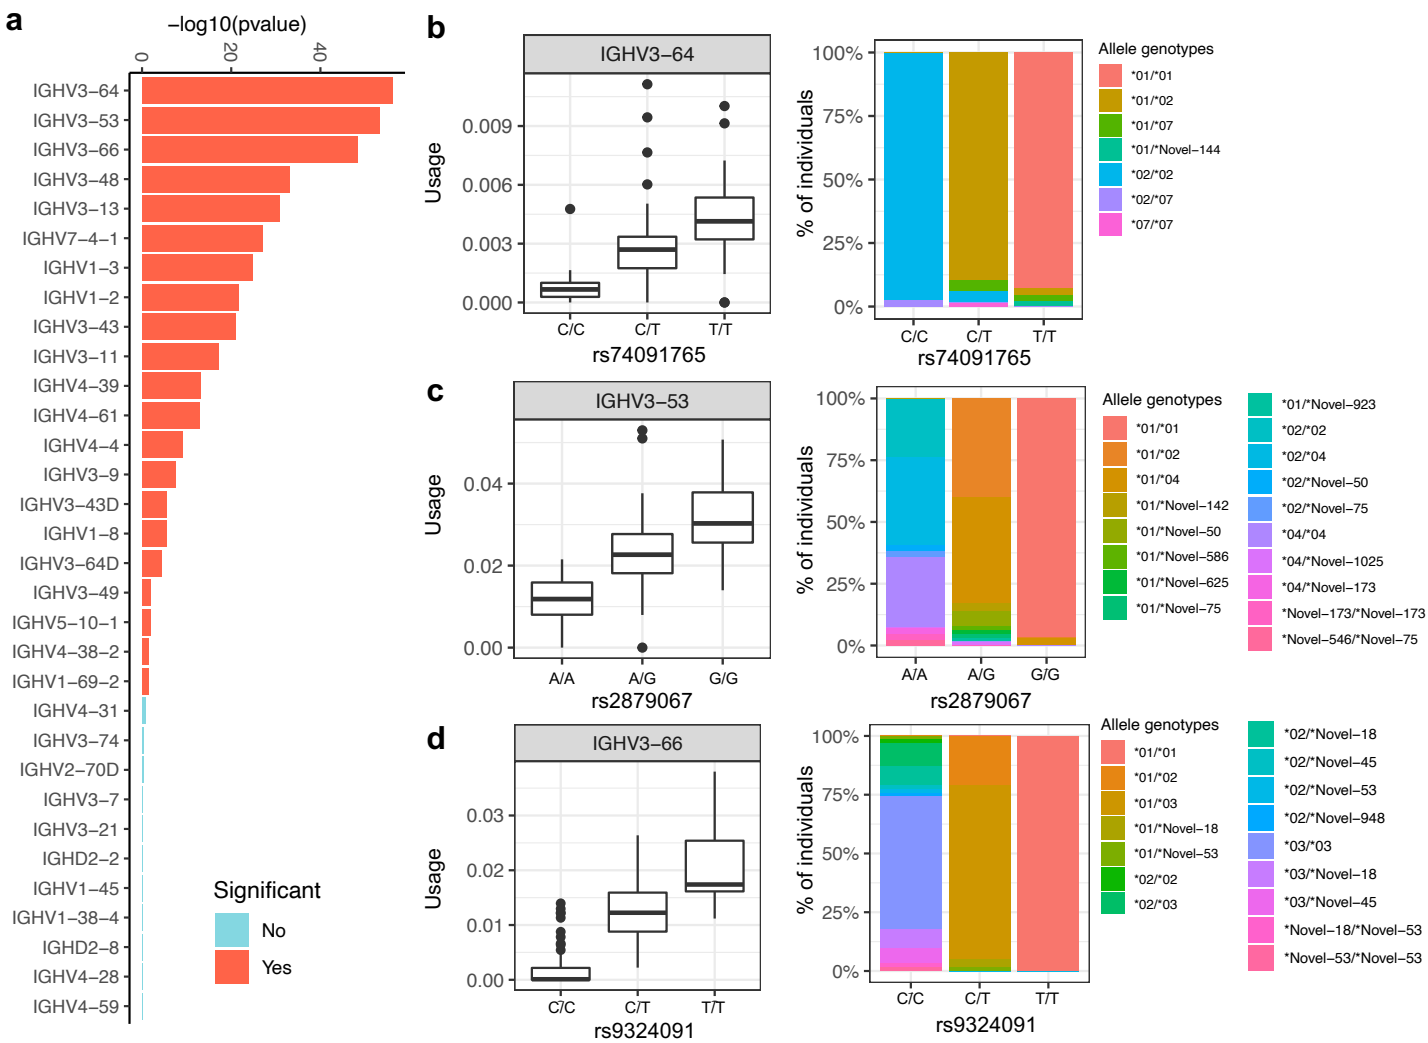 a
−log10(pvalue)
0
20
40
IGHV3−64
IGHV3−53
IGHV3−66
IGHV3−48
IGHV3−13
IGHV7−4−1
IGHV1−3
IGHV1−2
IGHV3−43
IGHV3−11
IGHV4−39
IGHV4−61
IGHV4−4
IGHV3−9
IGHV3−43D
IGHV1−8
IGHV3−64D
IGHV3−49
IGHV5−10−1
IGHV4−38−2
IGHV1−69−2
IGHV4−31
IGHV3−74
IGHV2−70D
IGHV3−7
IGHV3−21
IGHD2−2
IGHV1−45
IGHV1−38−4
IGHD2−8
IGHV4−28
IGHV4−59
Significant
No
Yes
b
IGHV3−64
Usage
0.009
0.006
0.003
0.000
C/C
C/T
T/T
rs74091765
% of individuals
100%
75%
50%
25%
0%
C/C
C/T
T/T
rs74091765
Allele genotypes
*01/*01
*01/*02
*01/*07
*01/*Novel−144
*02/*02
*02/*07
*07/*07
c
IGHV3−53
Usage
0.04
0.02
0.00
A/A
A/G
G/G
rs2879067
% of individuals
100%
75%
50%
25%
0%
A/A
A/G
G/G
rs2879067
Allele genotypes
*01/*01
*01/*02
*01/*04
*01/*Novel−142
*01/*Novel−50
*01/*Novel−586
*01/*Novel−625
*01/*Novel−75
*01/*Novel−923
*02/*02
*02/*04
*02/*Novel−50
*02/*Novel−75
*04/*04
*04/*Novel−1025
*04/*Novel−173
*Novel−173/*Novel−173
*Novel−546/*Novel−75
d
IGHV3−66
Usage
0.03
0.02
0.01
0.00
C/C
C/T
T/T
rs9324091
% of individuals
100%
75%
50%
25%
0%
C/C
C/T
T/T
rs9324091
Allele genotypes
*01/*01
*01/*02
*01/*03
*01/*Novel−18
*01/*Novel−53
*02/*02
*02/*03
*02/*Novel−18
*02/*Novel−45
*02/*Novel−53
*02/*Novel−948
*03/*03
*03/*Novel−18
*03/*Novel−45
*Novel−18/*Novel−53
*Novel−53/*Novel−53